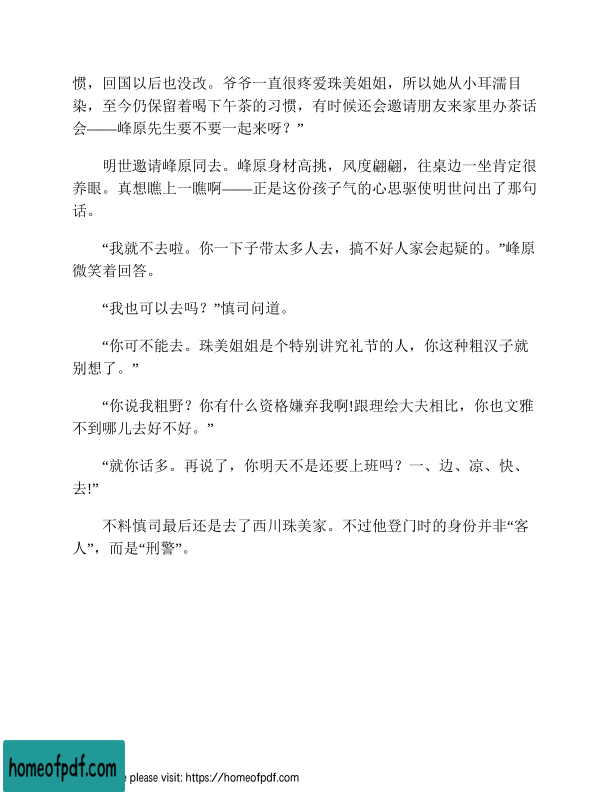 惯，回国以后也没改。爷爷一直很疼爱珠美姐姐，所以她从小耳濡目
染，至今仍保留着喝下午茶的习惯，有时候还会邀请朋友来家里办茶话
会——峰原先生要不要一起来呀？”
明世邀请峰原同去。峰原身材高挑，风度翩翩，往桌边一坐肯定很
养眼。真想瞧上一瞧啊——正是这份孩子气的心思驱使明世问出了那句
话。
“我就不去啦。你一下子带太多人去，搞不好人家会起疑的。”峰原
微笑着回答。
“我也可以去吗？”慎司问道。
“你可不能去。珠美姐姐是个特别讲究礼节的人，你这种粗汉子就
别想了。”
“你说我粗野？你有什么资格嫌弃我啊!跟理绘大夫相比，你也文雅
不到哪儿去好不好。”
“就你话多。再说了，你明天不是还要上班吗？一、边、凉、快、
去!”
不料慎司最后还是去了西川珠美家。不过他登门时的身份并非“客
人”，而是“刑警”。
homeofpdf.com
e please visit: https://homeofpdf.com